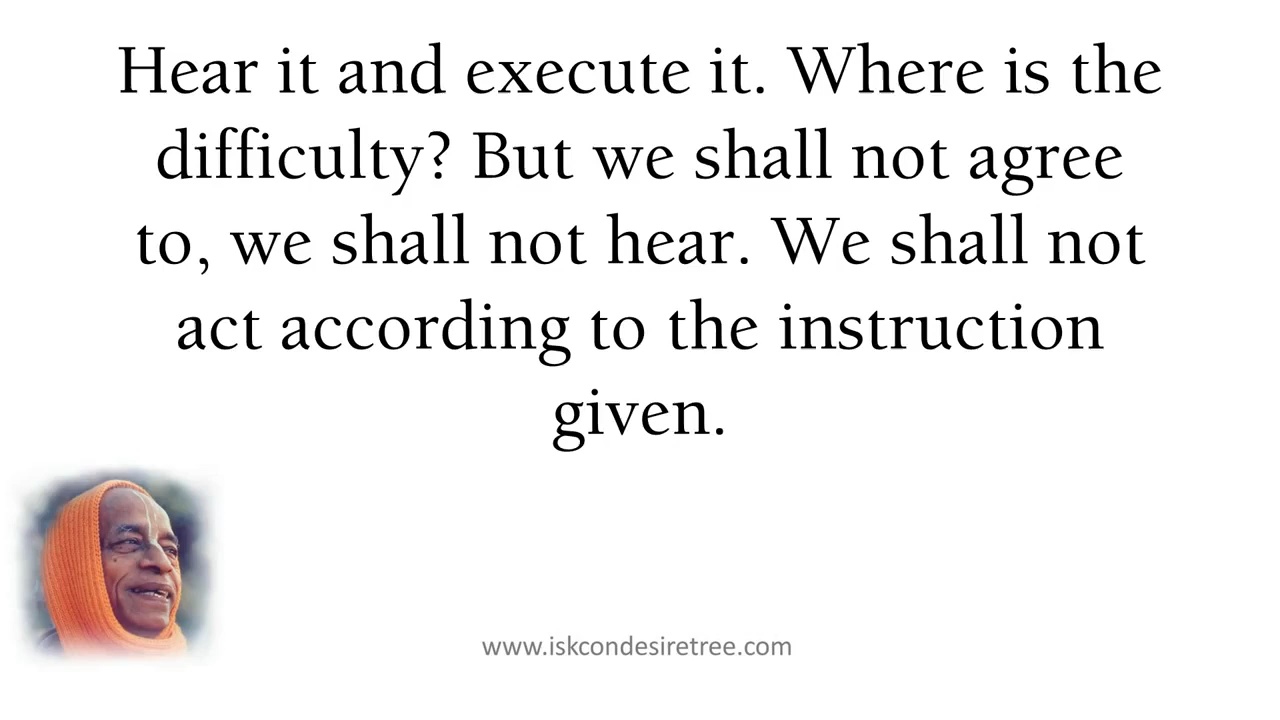 Hear it and execute it. Where is the
difficulty? But we shall not agree
to, we shall not hear. We shall not
act according to the instruction
given.
www.iskcondesiretree.com